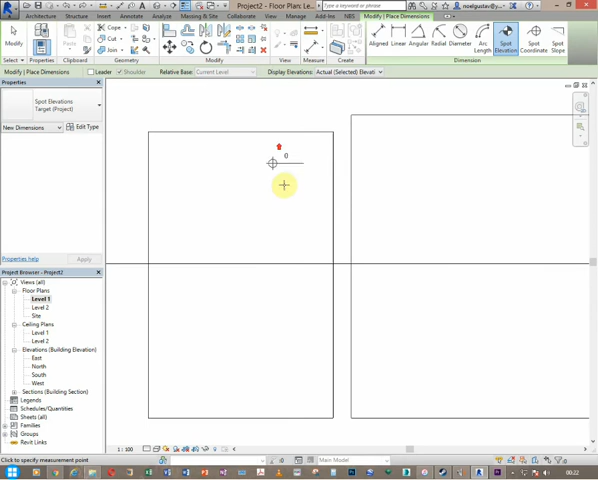 Project2 - Floor Plan: Le...
Type a keyword or phrase
noelgustav@y...
Architecture Structure Insert Annotate Analyze Massing & Site Collaborate View Manage Add-Ins NBS Modify | Place Dimensions
Modify
Paste
Cope
Cut
Join
Aligned Linear Angular Radial Diameter Arc Length Spot Elevation Spot Coordinate Spot Slope
Select Properties Clipboard Geometry Modify View Measure Create Dimension
Modify | Place Dimensions Leader Shoulder Relative Base: Current Level Display Elevations: Actual (Selected) Elevati
Properties
Spot Elevations
Target (Project)
New Dimensions Edit Type
0
Properties help Apply
Project Browser - Project2
Views (all)
Floor Plans
Level 1
Level 2
Site
Ceiling Plans
Level 1
Level 2
Elevations (Building Elevation)
East
North
South
West
Sections (Building Section)
Legends
Schedules/Quantities
Sheets (all)
Families
Groups
Revit Links
1 : 100
Click to specify measurement point
:0
Main Model
00:22